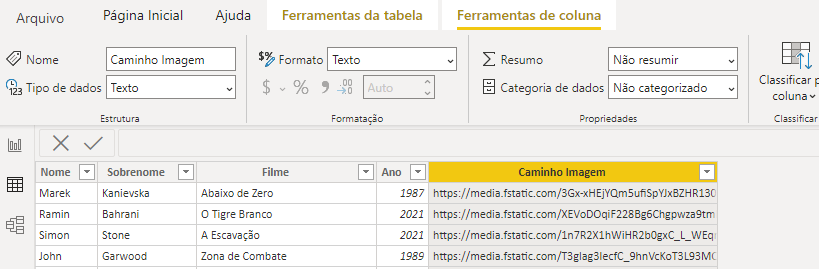 Arquivo Página Inicial Ajuda Ferramentas da tabela Ferramentas de coluna
Nome Caminho Imagem Formato Texto Resumo Não resumir
Tipo de dados Texto $ % Auto Categoria de dados Não categorizado Classificar p
coluna
Estrutura Formatação Propriedades Classificar
Nome Sobrenome Filme Ano Caminho Imagem
Marek Kanievska Abaixo de Zero 1987 https://media.fstatic.com/3Gx-xHEjYQm5ufiSpYJxBZHR130
Ramin Bahrani O Tigre Branco 2021 https://media.fstatic.com/XEVoDOqiF228Bg6Chgpwza9tm
Simon Stone A Escavação 2021 https://media.fstatic.com/1n7R2X1hWiHR2b0gxC_L_WEq
John Garwood Zona de Combate 1989 https://media.fstatic.com/T3gIag3IecfC_9hnVcKoT3L93MC